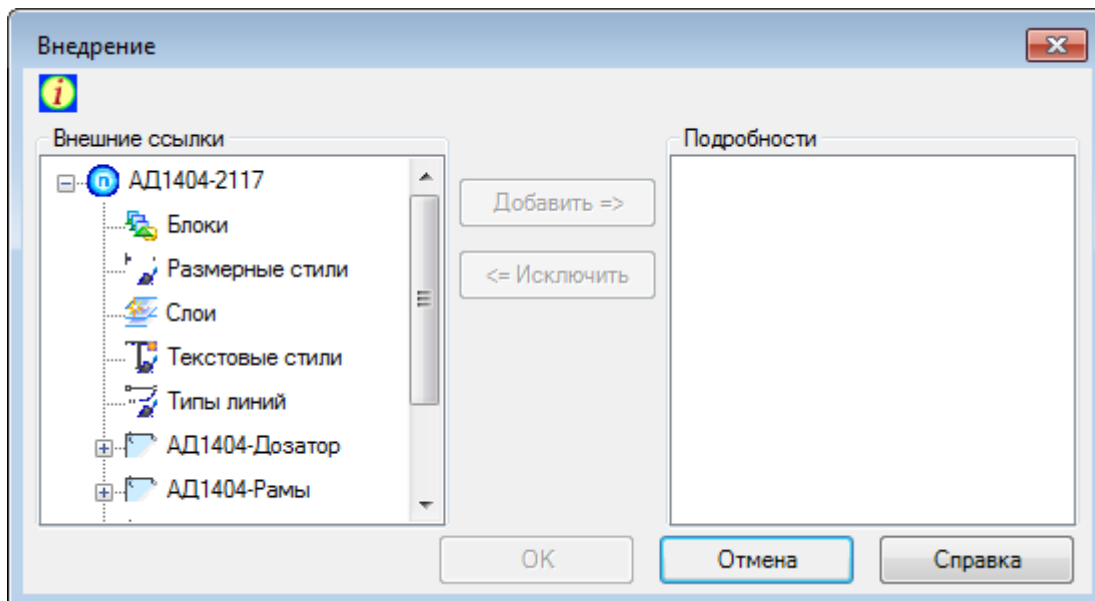 Внедрение
i
Внешние ссылки
Подробности
n АД1404-2117
Блоки
Размерные стили
Слои
Текстовые стили
Типы линий
АД1404-Дозатор
АД1404-Рамы
Добавить =>
<= Исключить
OK
Отмена
Справка